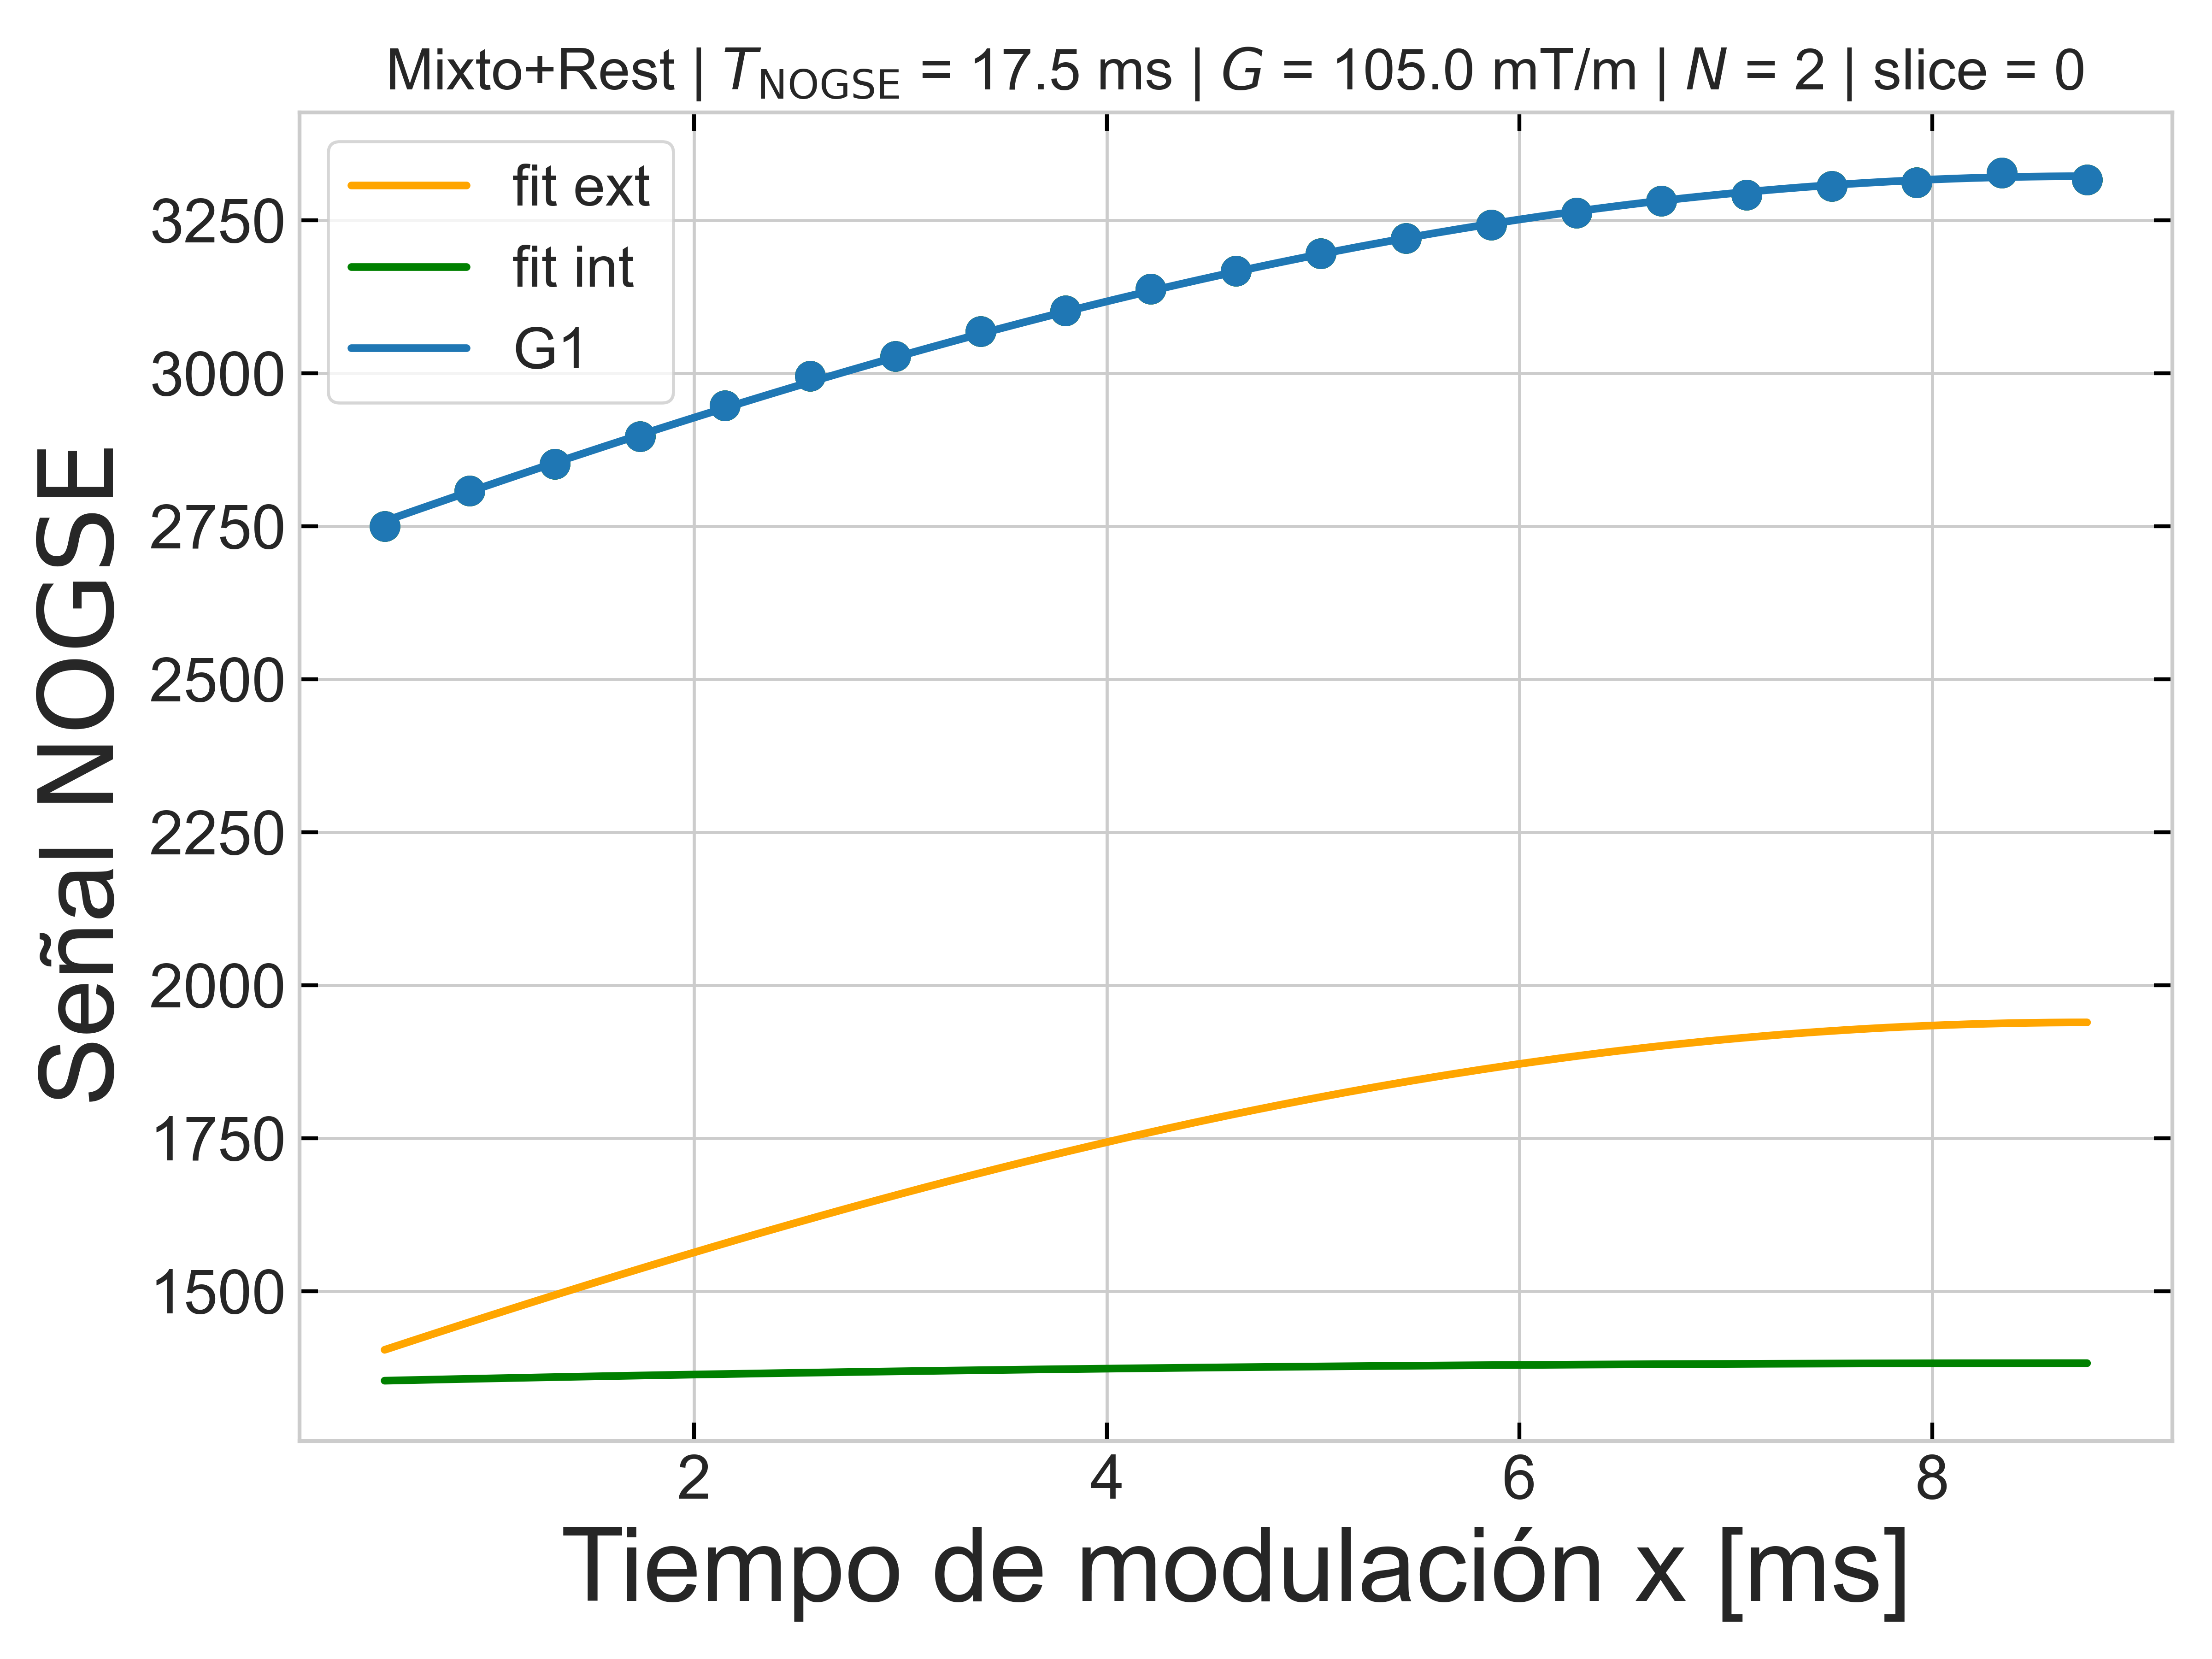 Mixto+Rest | T_NOGSE = 17.5 ms | G = 105.0 mT/m | N = 2 | slice = 0
fit ext
fit int
G1
Señal NOGSE
3250
3000
2750
2500
2250
2000
1750
1500
2 4 6 8
Tiempo de modulación x [ms]